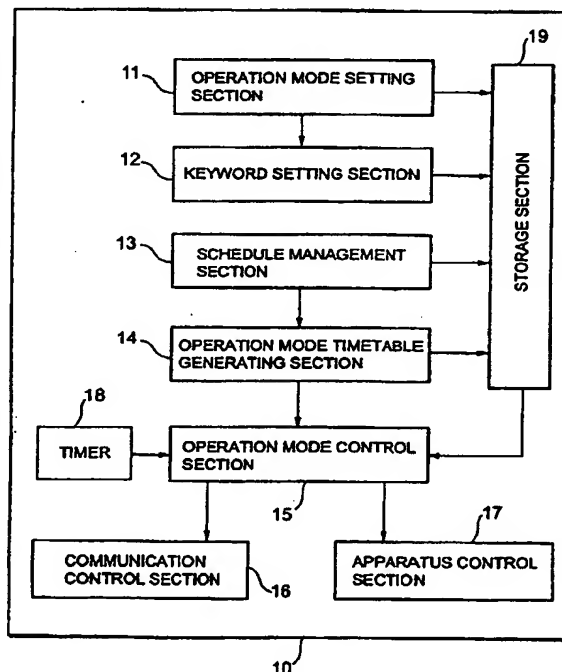 19
11
OPERATION MODE SETTING
SECTION
12
KEYWORD SETTING SECTION
STORAGE SECTION
13
SCHEDULE MANAGEMENT
SECTION
14
OPERATION MODE TIMETABLE
GENERATING SECTION
18
TIMER
OPERATION MODE CONTROL
SECTION
15
17
COMMUNICATION
CONTROL SECTION
16
APPARATUS CONTROL
SECTION
10